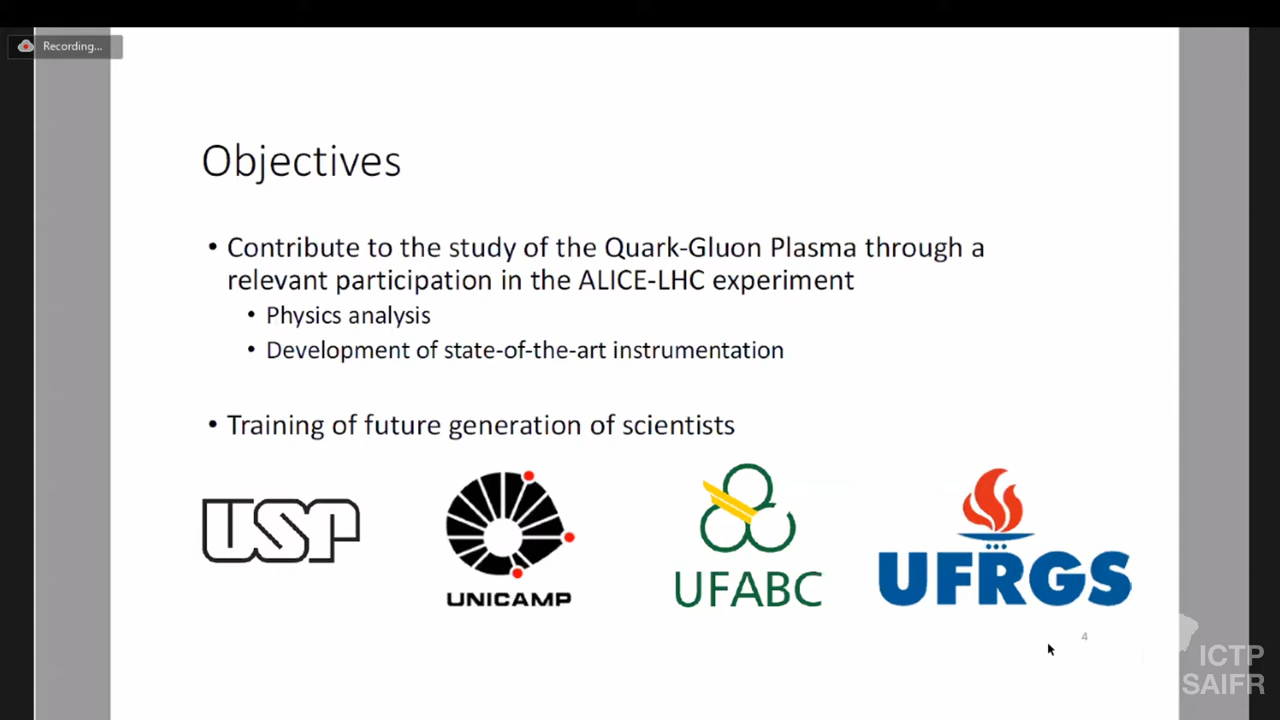 Recording...
Objectives
• Contribute to the study of the Quark-Gluon Plasma through a
relevant participation in the ALICE-LHC experiment
• Physics analysis
• Development of state-of-the-art instrumentation
• Training of future generation of scientists
USP
UNICAMP
UFABC
UFRGS
4
ICTP
SAIFR